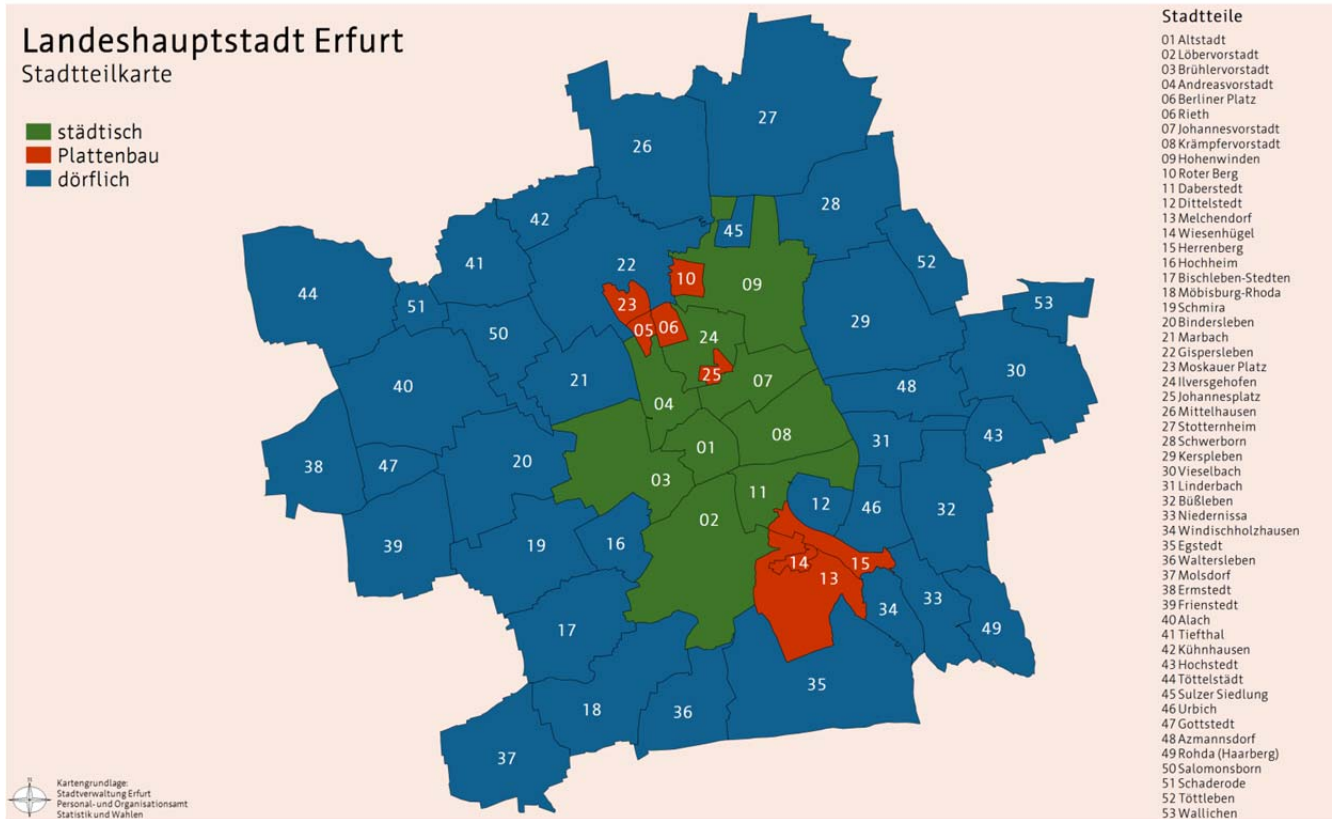 Landeshauptstadt Erfurt
Stadtteilkarte
städtisch
Plattenbau
dörflich
27
26
28
42
45
52
41
22
10
09
44
23
53
51
05
06
50
24
29
30
25
21
07
40
48
04
43
08
31
01
38
47
20
03
11
12
46
32
02
39
19
16
14
15
13
33
34
17
49
35
18
36
37
Stadtteile
01 Altstadt
02 Löbervorstadt
03 Brühlervorstadt
04 Andreasvorstadt
06 Berliner Platz
06 Rieth
07 Johannesvorstadt
08 Krämpfervorstadt
09 Hohenwinden
10 Roter Berg
11 Daberstedt
12 Dittelstedt
13 Melchendorf
14 Wiesenhügel
15 Herrenberg
16 Hochheim
17 Bischleben-Stedten
18 Möbisburg-Rhoda
19 Schmira
20 Bindersleben
21 Marbach
22 Gispersleben
23 Moskauer Platz
24 Ilversgehofen
25 Johannesplatz
26 Mittelhausen
27 Stotternheim
28 Schwerborn
29 Kerspleben
30 Vieselbach
31 Linderbach
32 Büßleben
33 Niedernissa
34 Windischholzhausen
35 Egstedt
36 Waltersleben
37 Molsdorf
38 Ermstedt
39 Frienstedt
40 Alach
41 Tiefthal
42 Kühnhausen
43 Hochstedt
44 Töttelstädt
45 Sulzer Siedlung
46 Urbich
47 Gottstedt
48 Azmannsdorf
49 Rohda (Haarberg)
50 Salomonsborn
51 Schaderode
52 Töttleben
53 Wallichen
N
Kartengrundlage:
Stadtverwaltung Erfurt
Personal- und Organisationsamt
Statistik und Wahlen